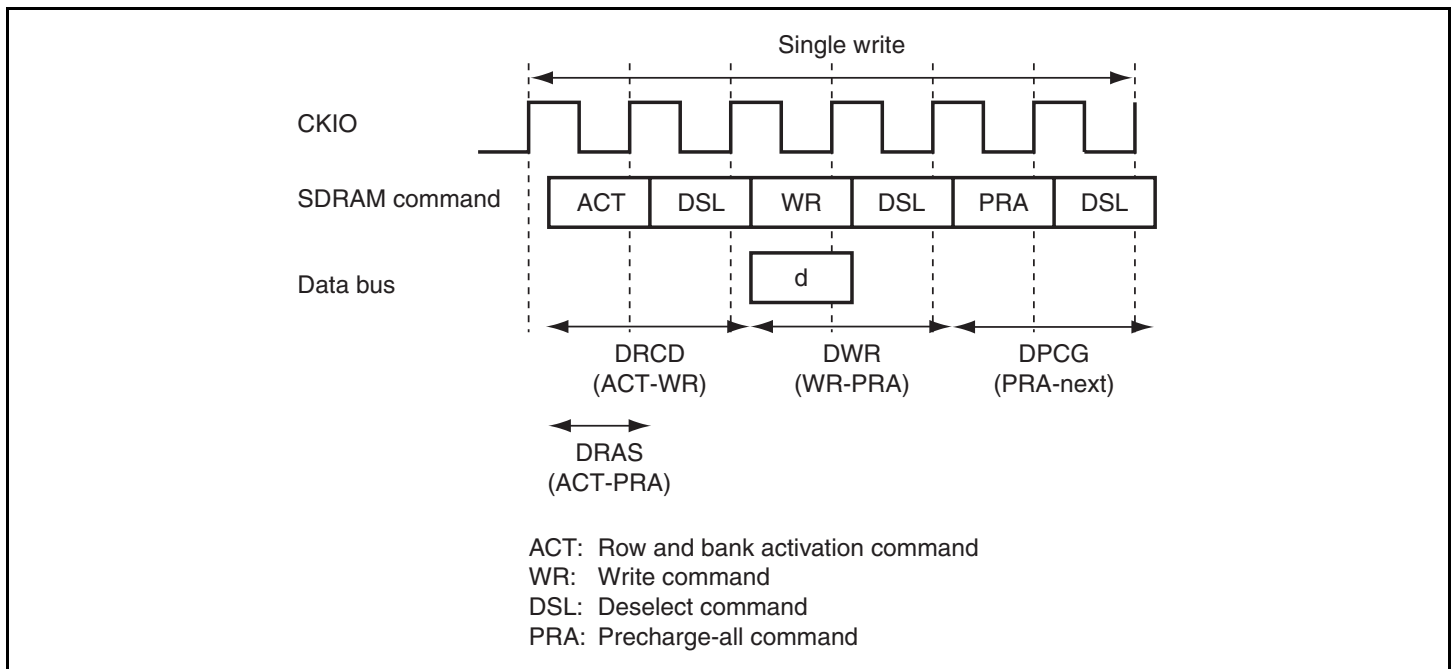 Single write
CKIO
SDRAM command
ACT DSL WR DSL PRA DSL
Data bus
d
DRCD
(ACT-WR)
DWR
(WR-PRA)
DPCG
(PRA-next)
DRAS
(ACT-PRA)
ACT: Row and bank activation command
WR: Write command
DSL: Deselect command
PRA: Precharge-all command